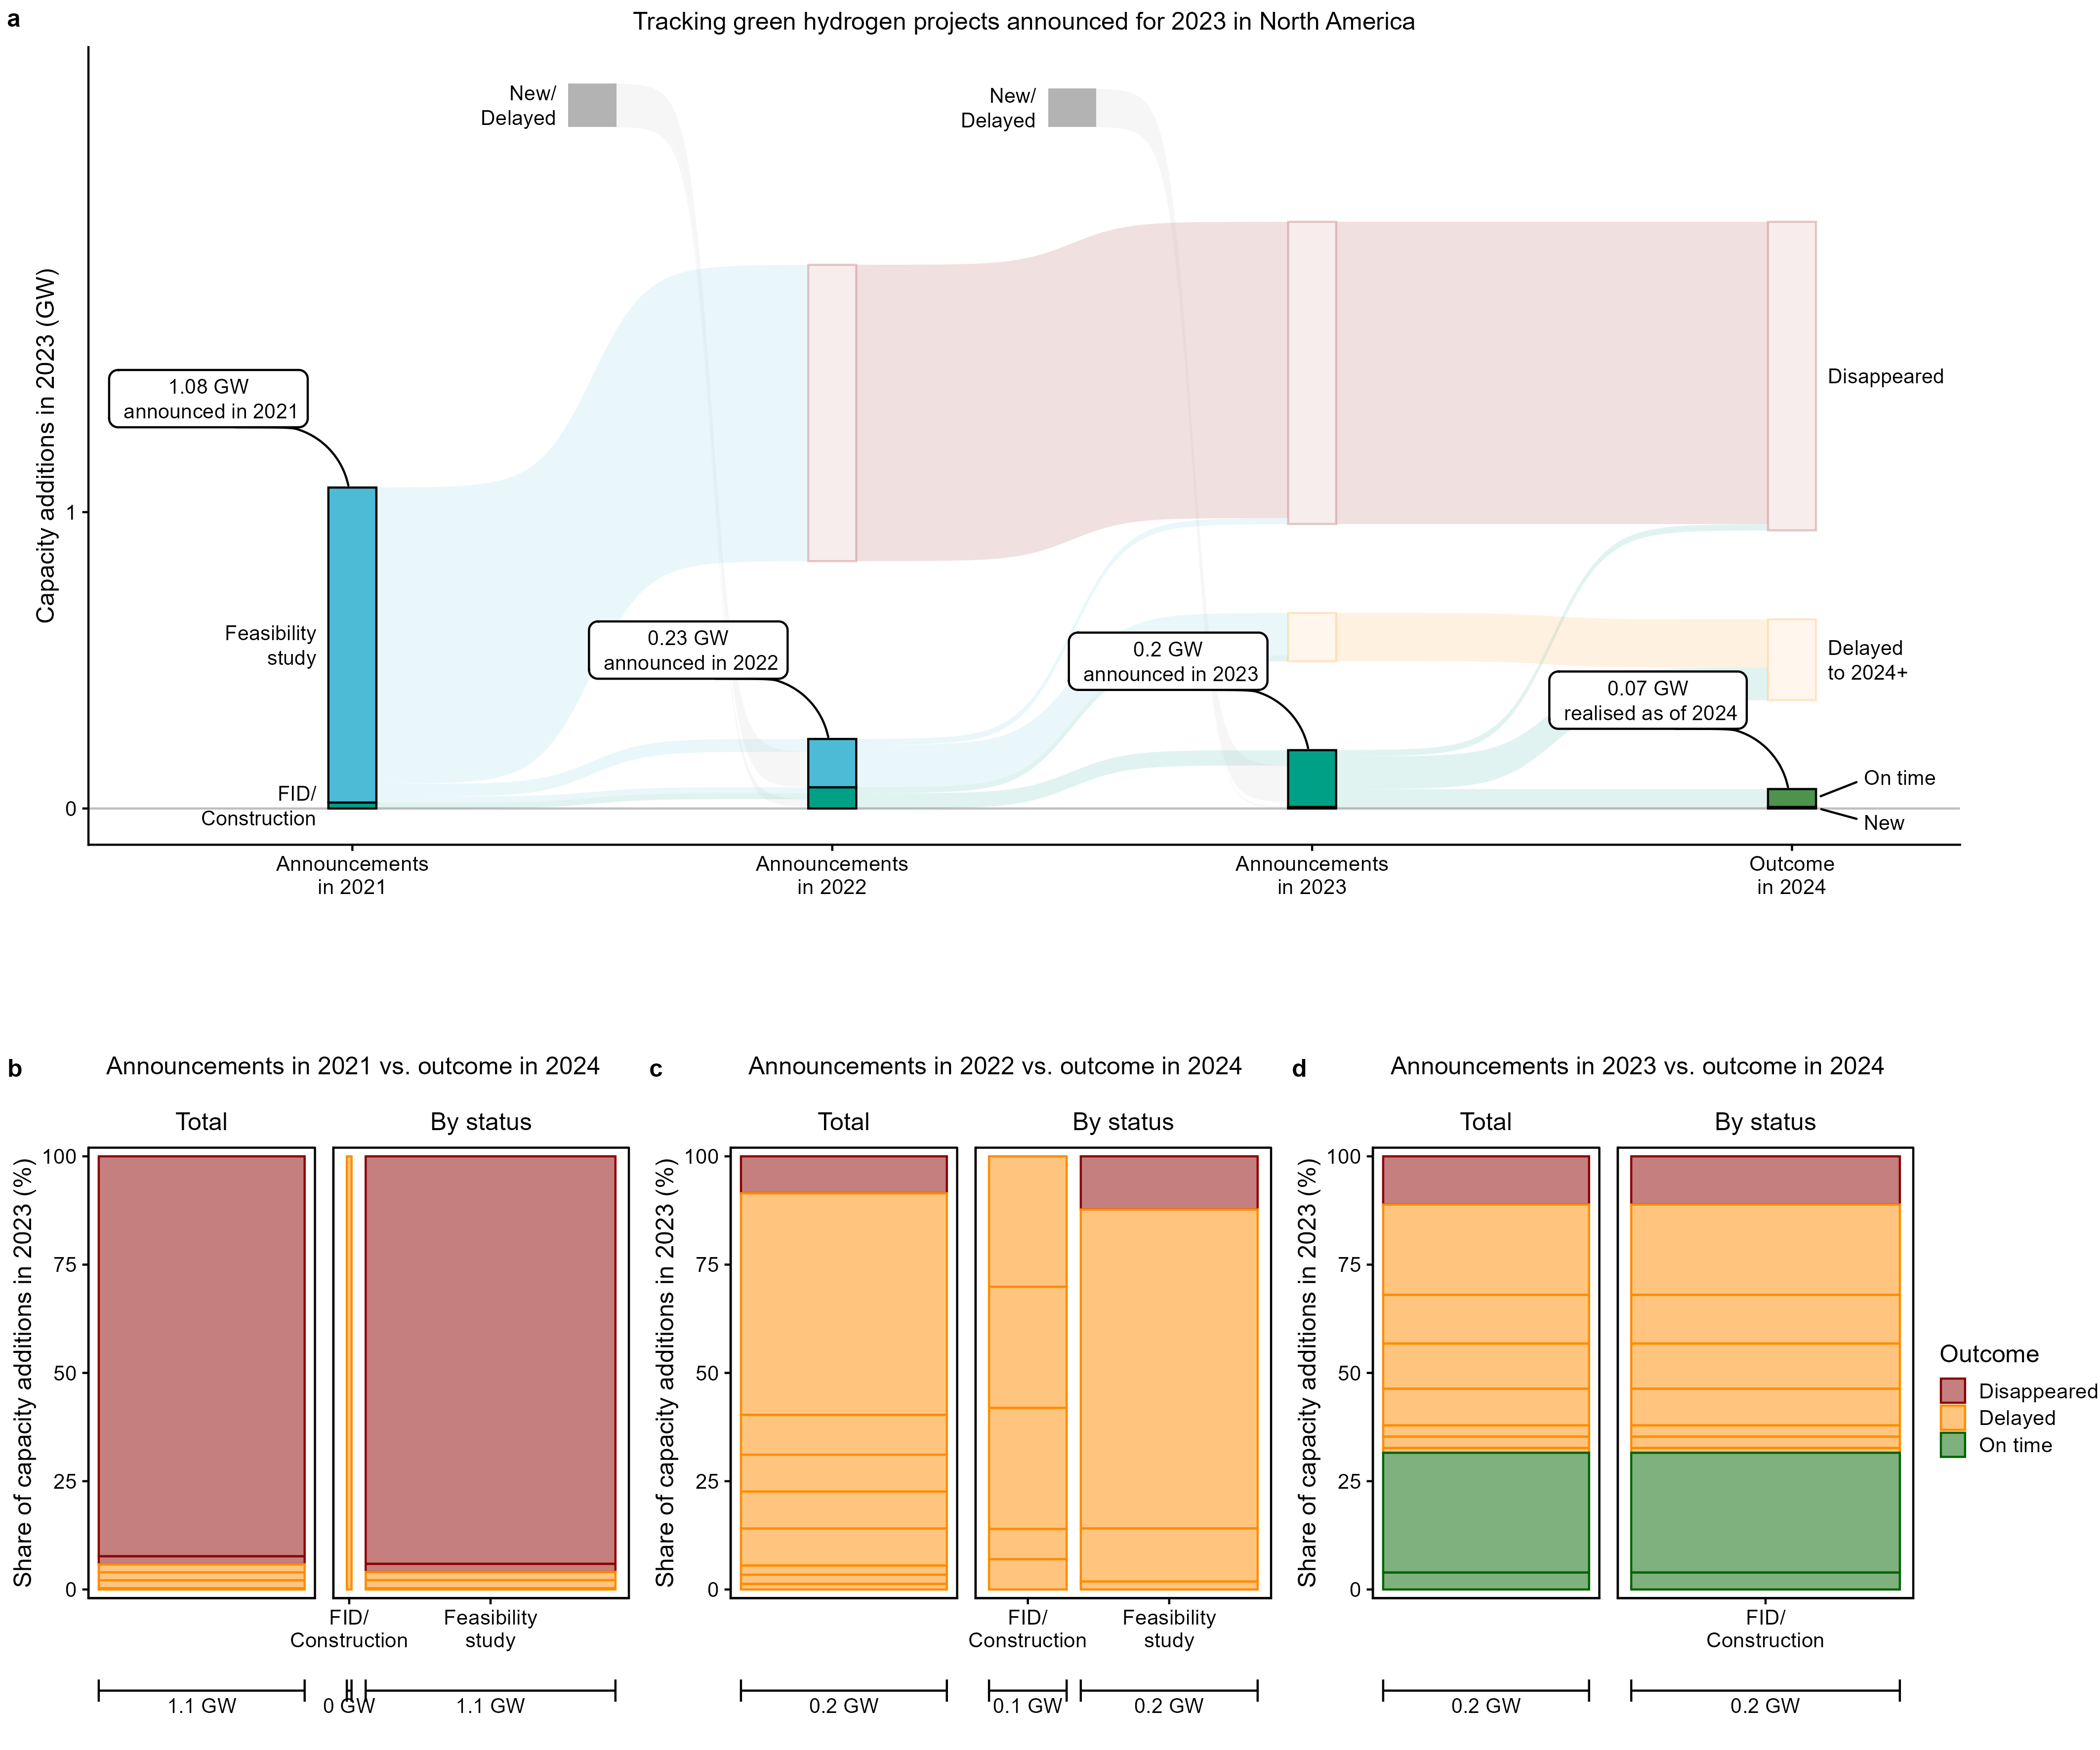 a
Tracking green hydrogen projects announced for 2023 in North America
Capacity additions in 2023 (GW)
1
0
New/
Delayed
New/
Delayed
1.08 GW
announced in 2021
0.23 GW
announced in 2022
0.2 GW
announced in 2023
0.07 GW
realised as of 2024
Feasibility
study
FID/
Construction
Disappeared
Delayed
to 2024+
On time
New
Announcements
in 2021
Announcements
in 2022
Announcements
in 2023
Outcome
in 2024
b
Announcements in 2021 vs. outcome in 2024
Total
By status
Share of capacity additions in 2023 (%)
100
75
50
25
0
FID/
Construction
Feasibility
study
1.1 GW
0 GW
1.1 GW
c
Announcements in 2022 vs. outcome in 2024
Total
By status
Share of capacity additions in 2023 (%)
100
75
50
25
0
FID/
Construction
Feasibility
study
0.2 GW
0.1 GW
0.2 GW
d
Announcements in 2023 vs. outcome in 2024
Total
By status
Share of capacity additions in 2023 (%)
100
75
50
25
0
FID/
Construction
0.2 GW
0.2 GW
Outcome
Disappeared
Delayed
On time